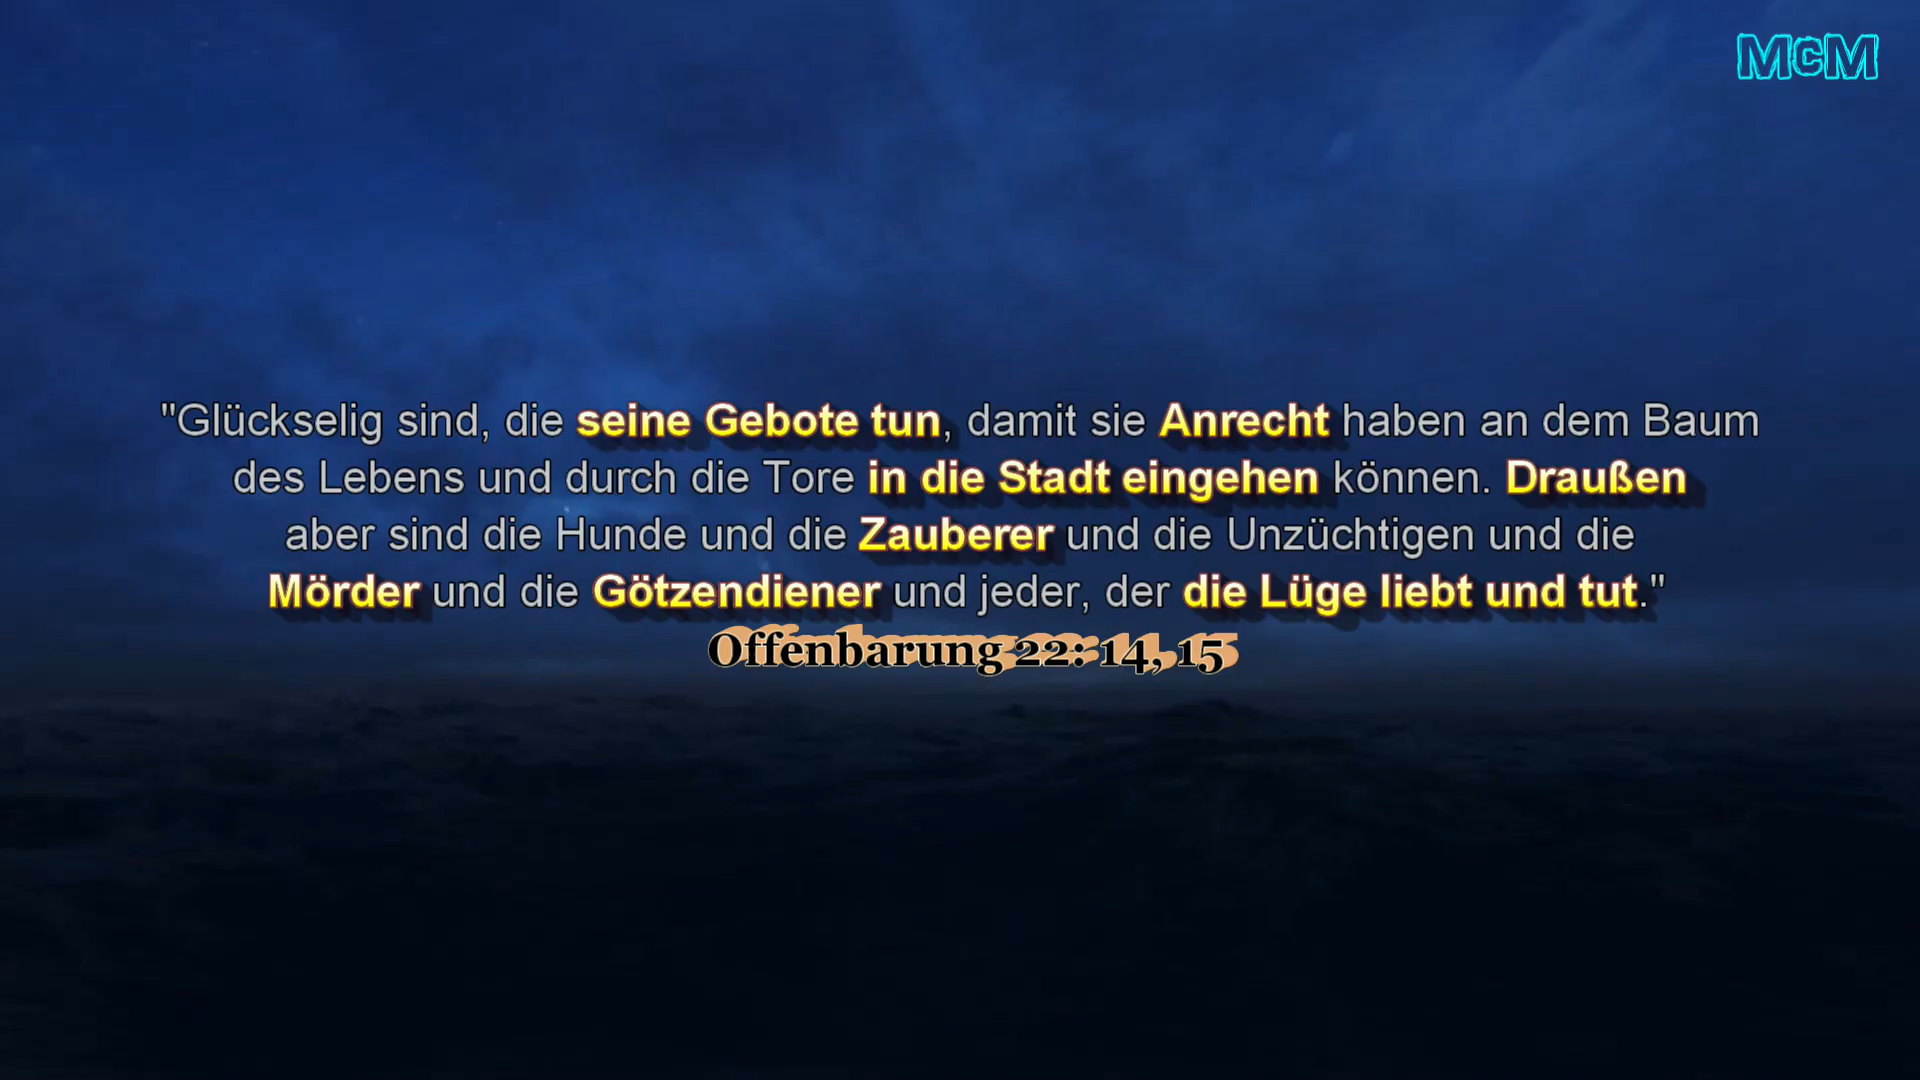 McM
"Glückselig sind, die seine Gebote tun, damit sie Anrecht haben an dem Baum
des Lebens und durch die Tore in die Stadt eingehen können. Draußen
aber sind die Hunde und die Zauberer und die Unzüchtigen und die
Mörder und die Götzendiener und jeder, der die Lüge liebt und tut."
Offenbarung 22: 14, 15